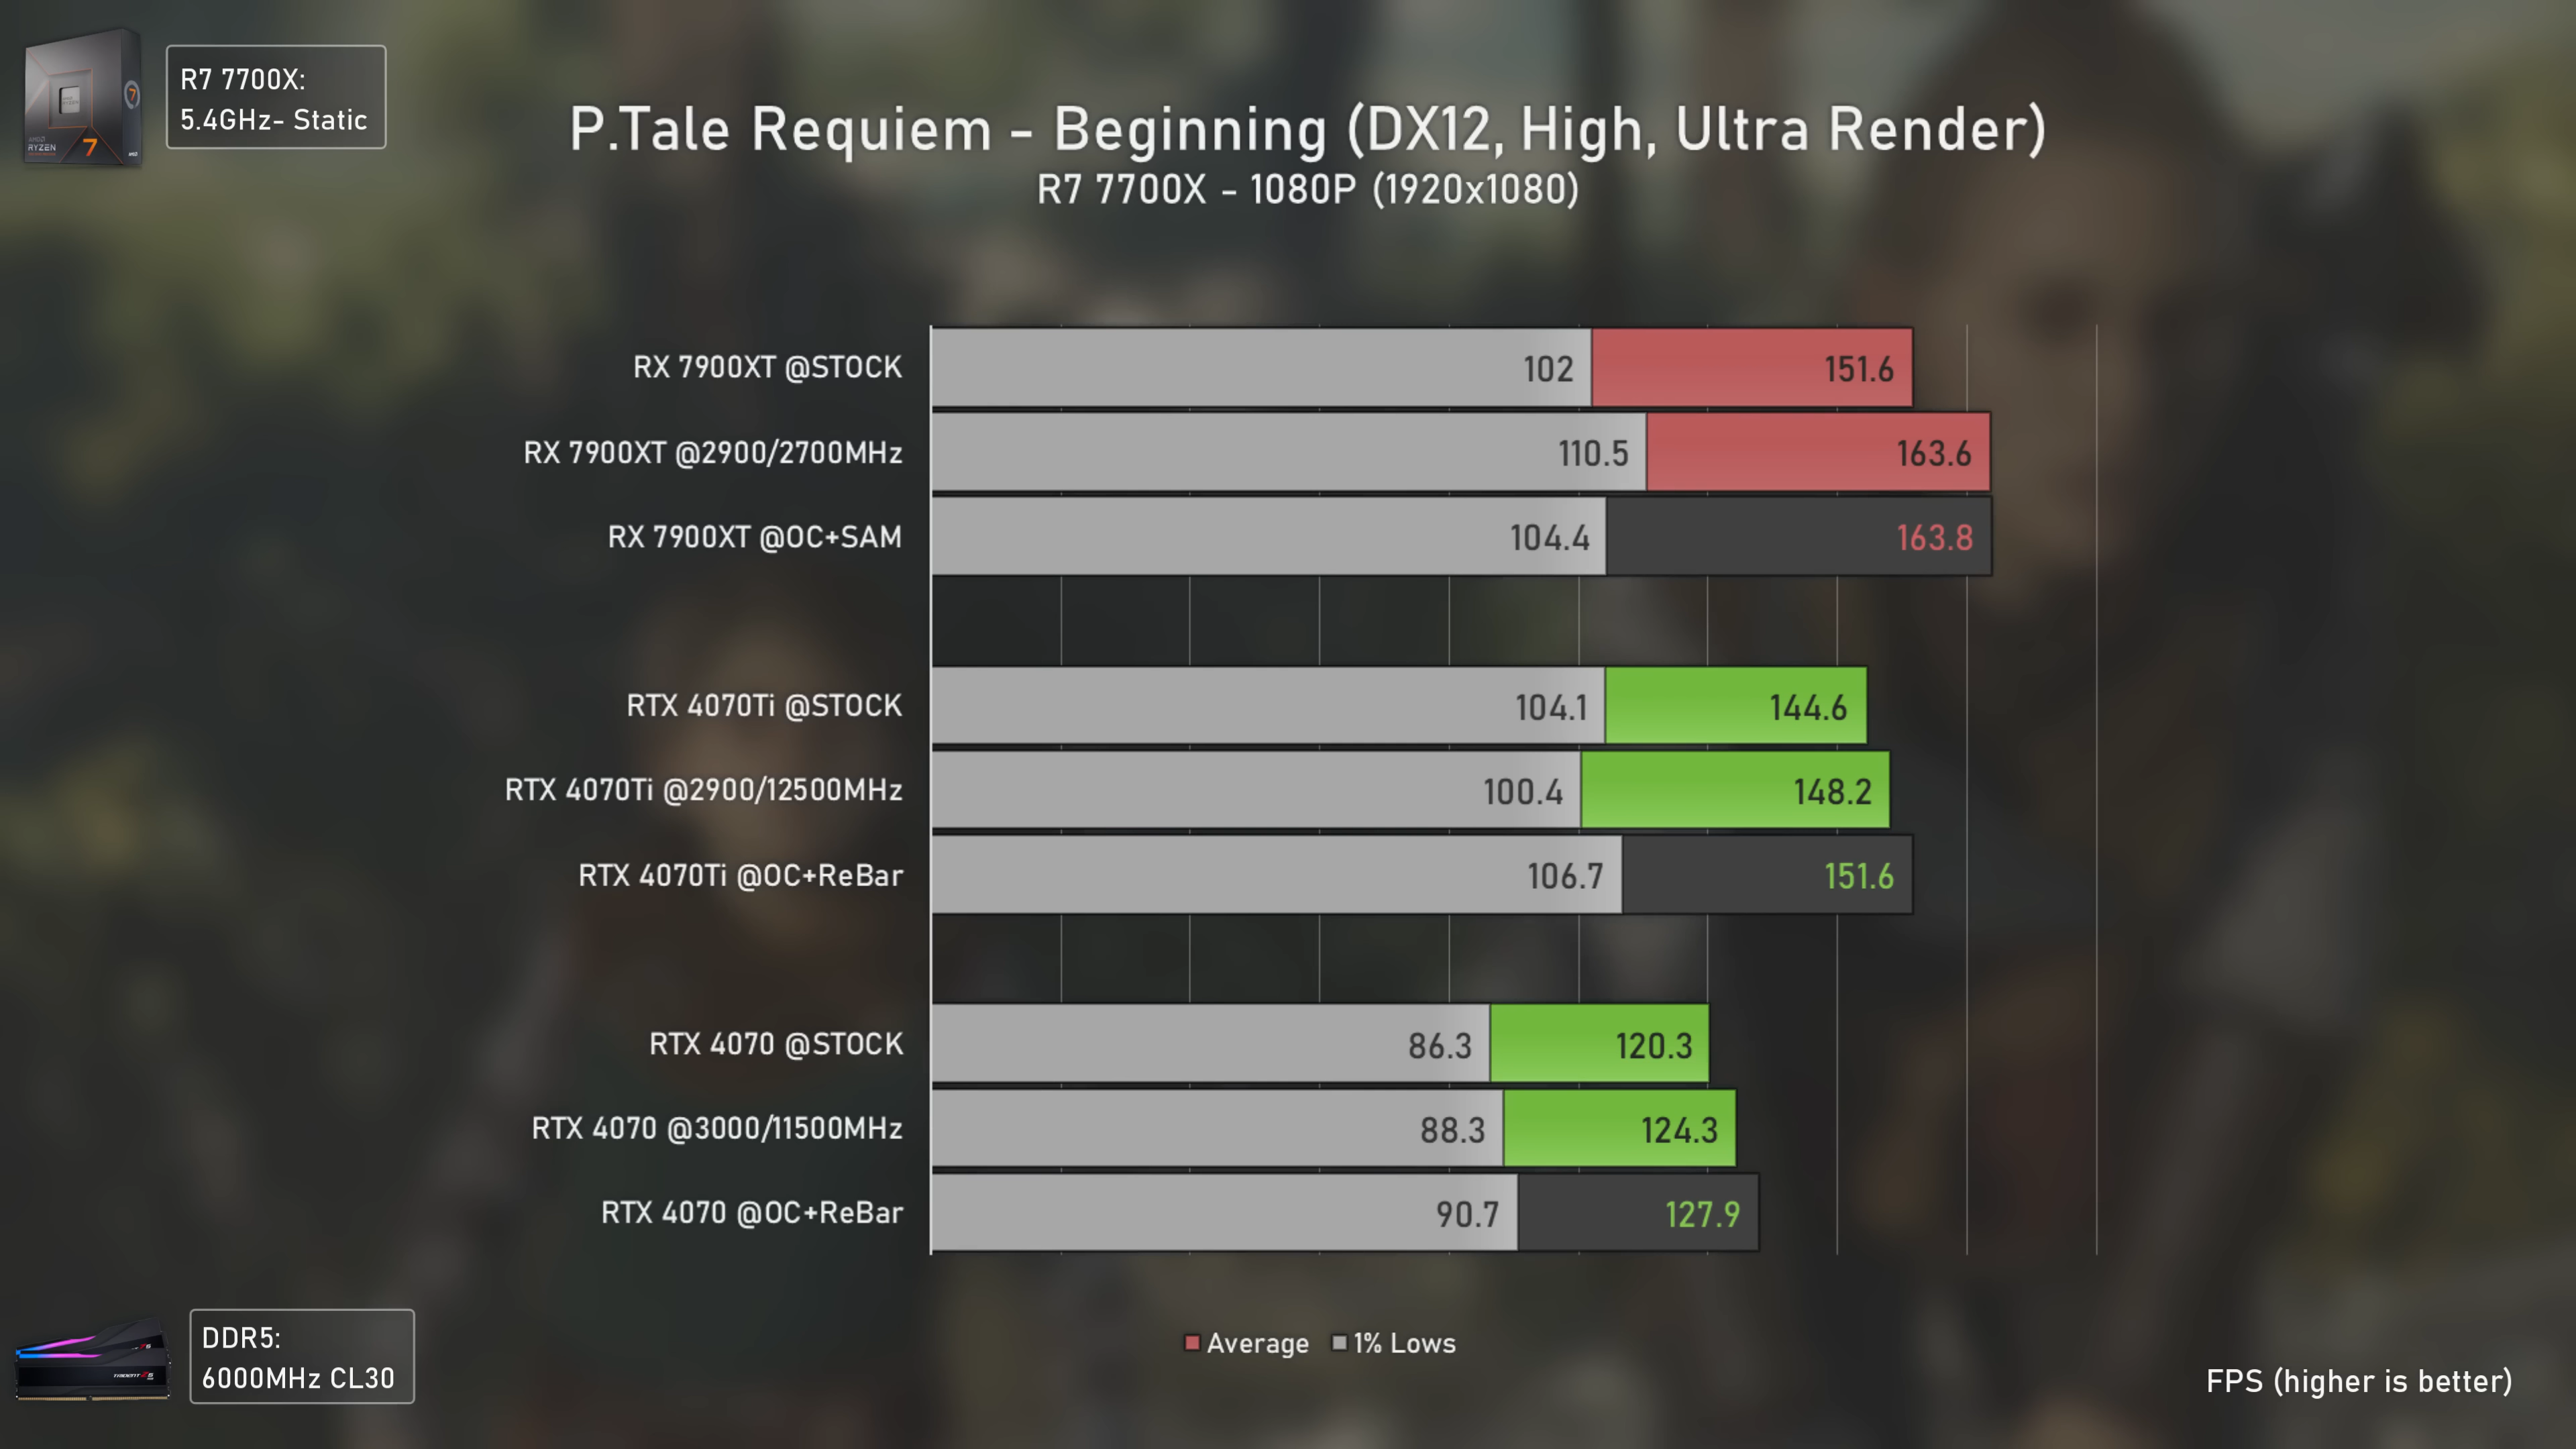 R7 7700X:
5.4GHz- Static
P.Tale Requiem - Beginning (DX12, High, Ultra Render)
R7 7700X - 1080P (1920x1080)
RYZEN
7
7
RX 7900XT @STOCK
102
151.6
RX 7900XT @2900/2700MHz
110.5
163.6
RX 7900XT @OC+SAM
104.4
163.8
RTX 4070Ti @STOCK
104.1
144.6
RTX 4070Ti @2900/12500MHz
100.4
148.2
RTX 4070Ti @OC+ReBar
106.7
151.6
RTX 4070 @STOCK
86.3
120.3
RTX 4070 @3000/11500MHz
88.3
124.3
RTX 4070 @OC+ReBar
90.7
127.9
Average
1% Lows
DDR5:
6000MHz CL30
FPS (higher is better)